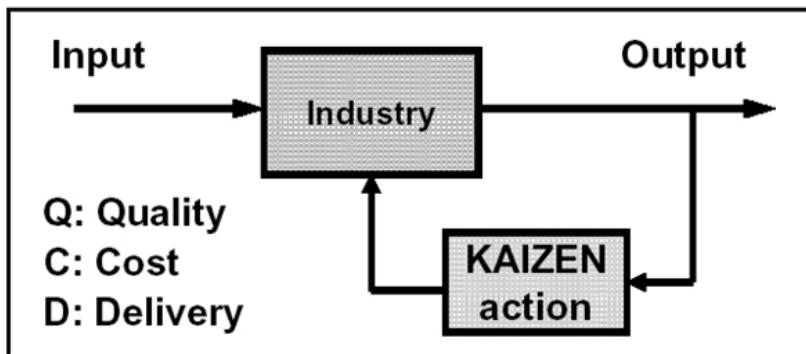 Input
Output
Industry
Q: Quality
C: Cost
D: Delivery
KAIZEN
action